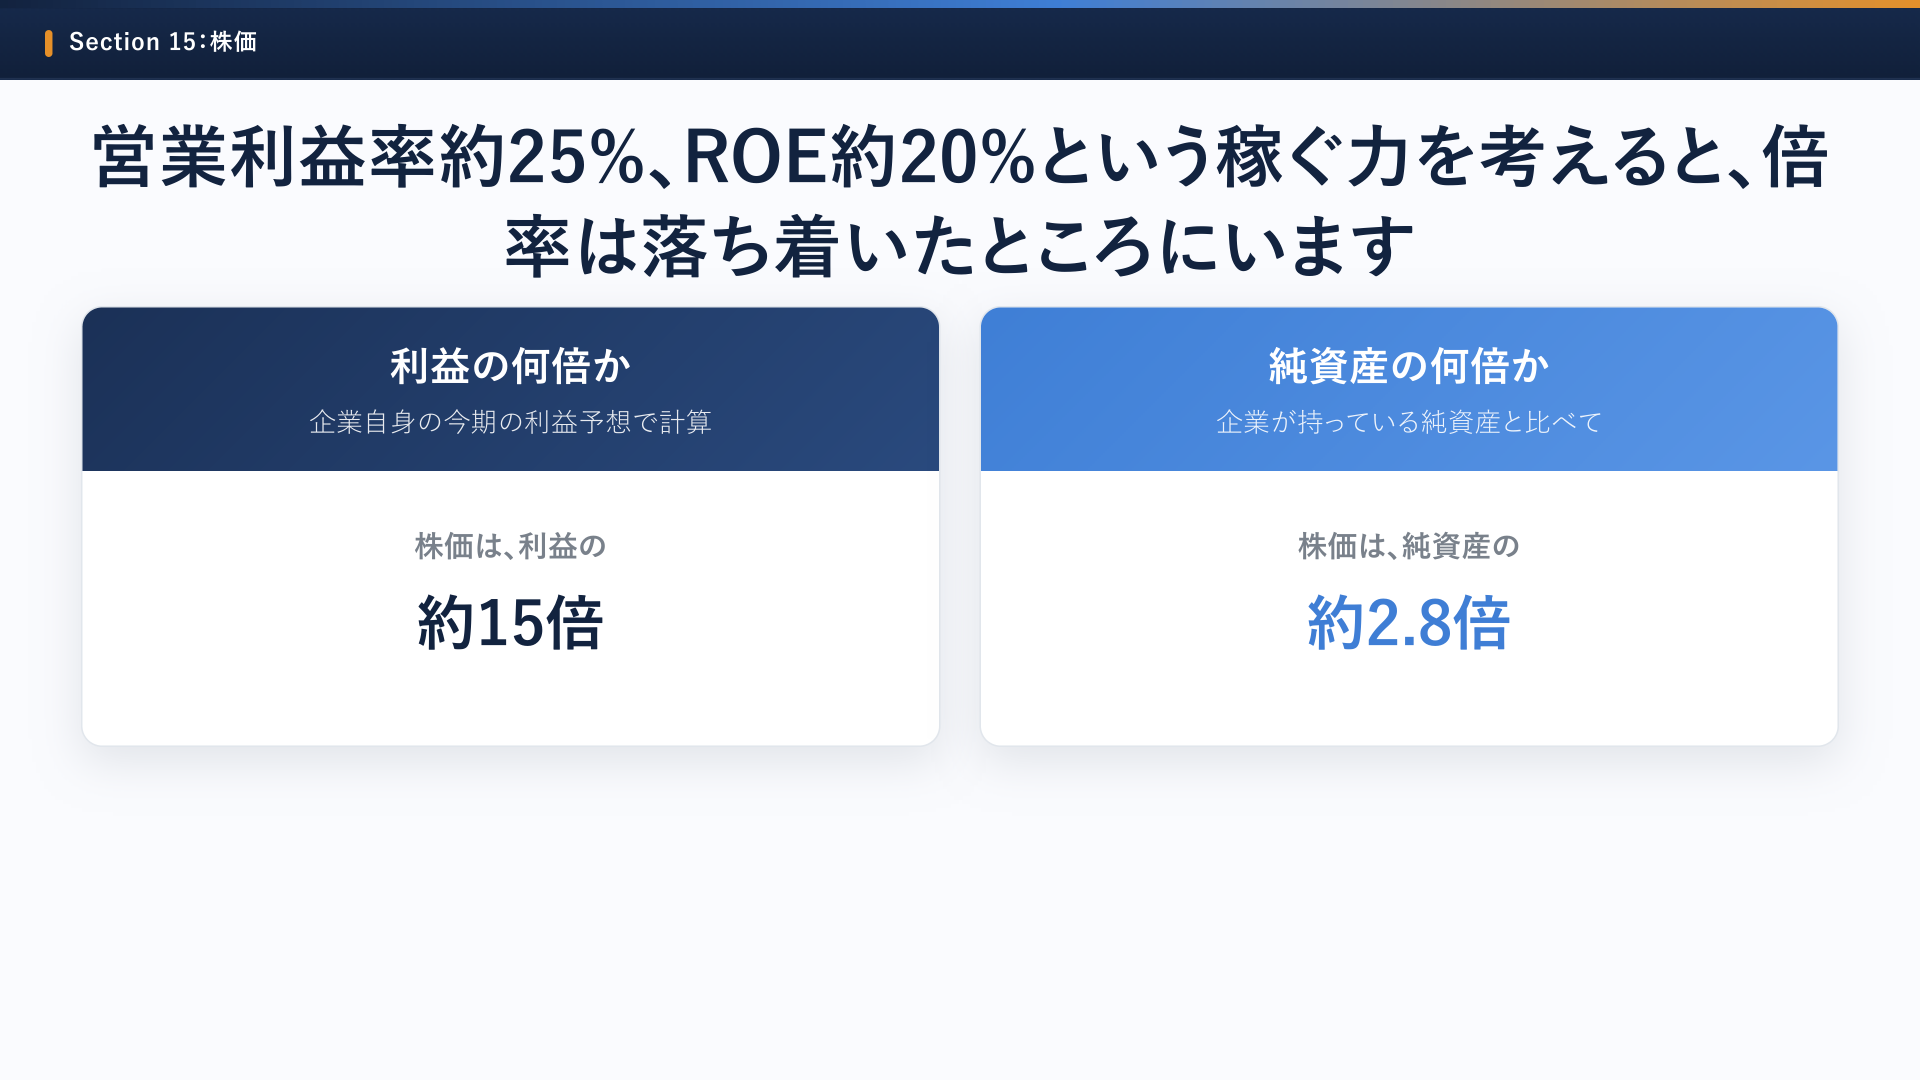 Section 15：株価
営業利益率約25%、ROE約20%という稼ぐ力を考えると、倍
率は落ち着いたところにいます
利益の何倍か
企業自身の今期の利益予想で計算
株価は、利益の
約15倍
純資産の何倍か
企業が持っている純資産と比べて
株価は、純資産の
約2.8倍